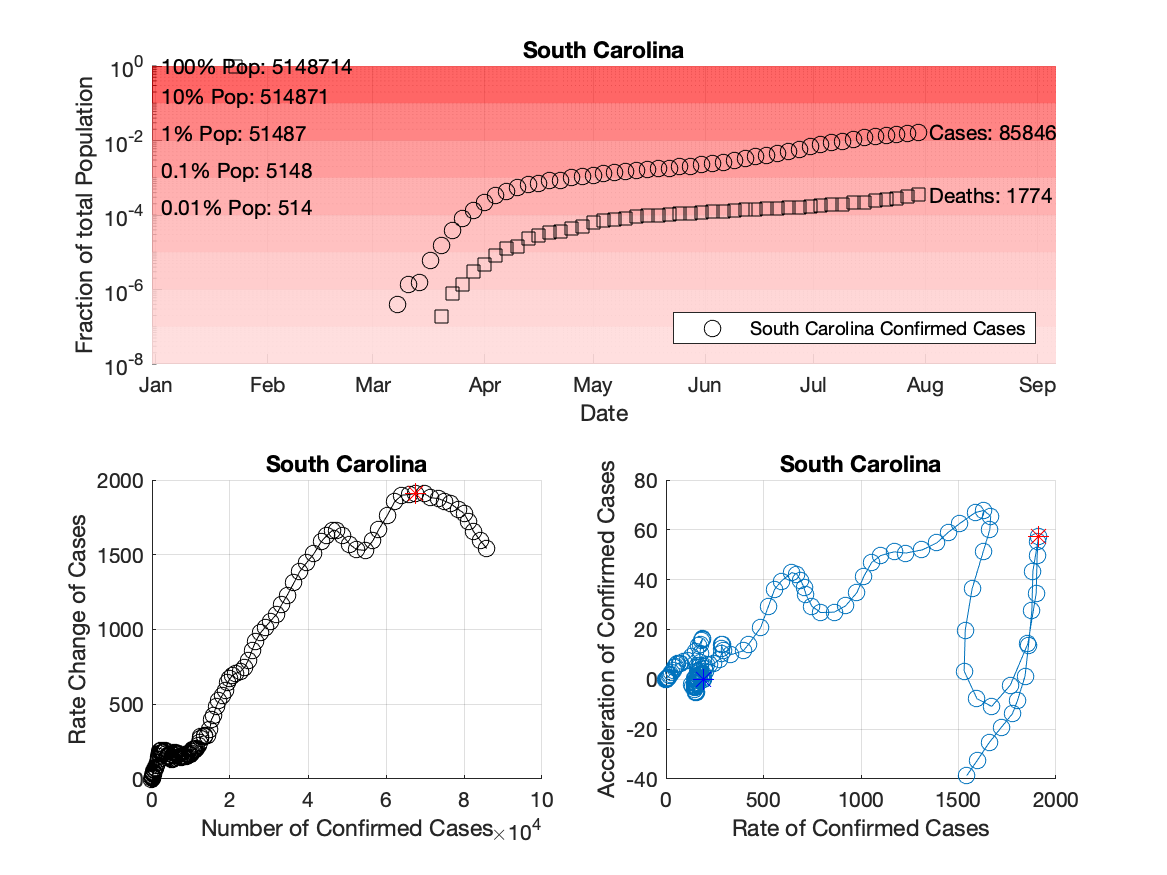 South Carolina
10^0
10^-2
10^-4
10^-6
10^-8
Fraction of total Population
100% Pop: 5148714
10% Pop: 514871
1% Pop: 51487
0.1% Pop: 5148
0.01% Pop: 514
Cases: 85846
Deaths: 1774
South Carolina Confirmed Cases
Jan Feb Mar Apr May Jun Jul Aug Sep
Date
South Carolina
2000
1500
1000
500
0
Rate Change of Cases
0 2 4 6 8 10
Number of Confirmed Cases ×10^4
South Carolina
80
60
40
20
0
-20
-40
Acceleration of Confirmed Cases
0 500 1000 1500 2000
Rate of Confirmed Cases